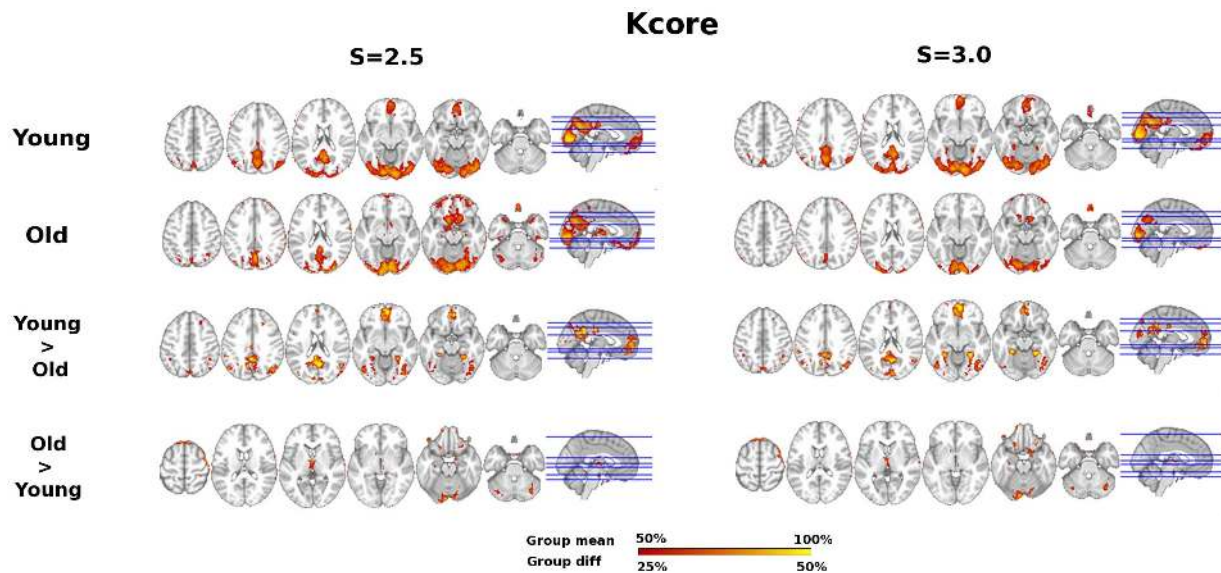 Kcore
S=2.5
S=3.0
Young
Old
Young
>
Old
Old
>
Young
Group mean 50% 100%
Group diff 25% 50%